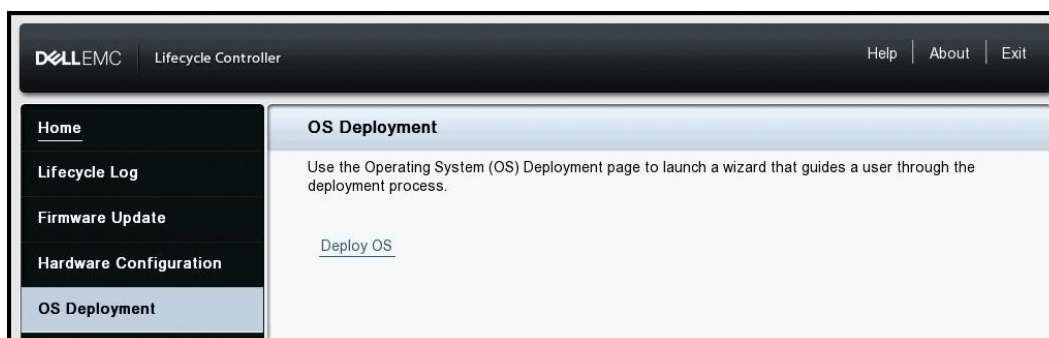 DELLEMC Lifecycle Controller Help About Exit
Home
Lifecycle Log
Firmware Update
Hardware Configuration
OS Deployment
OS Deployment
Use the Operating System (OS) Deployment page to launch a wizard that guides a user through the
deployment process.
Deploy OS